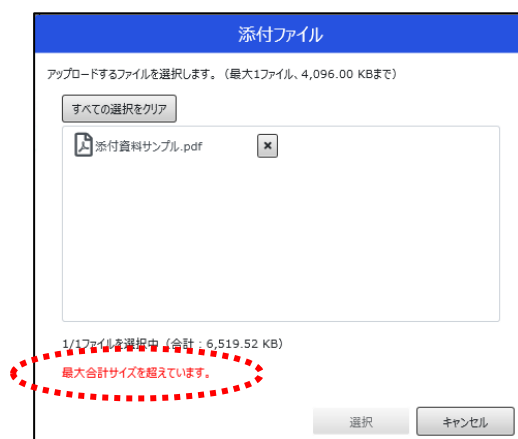 添付ファイル
アップロードするファイルを選択します。（最大1ファイル、4,096.00 KBまで）
すべての選択をクリア
添付資料サンプル.pdf
1/1ファイルを選択中（合計：6,519.52 KB）
最大合計サイズを超えています。
選択 キャンセル